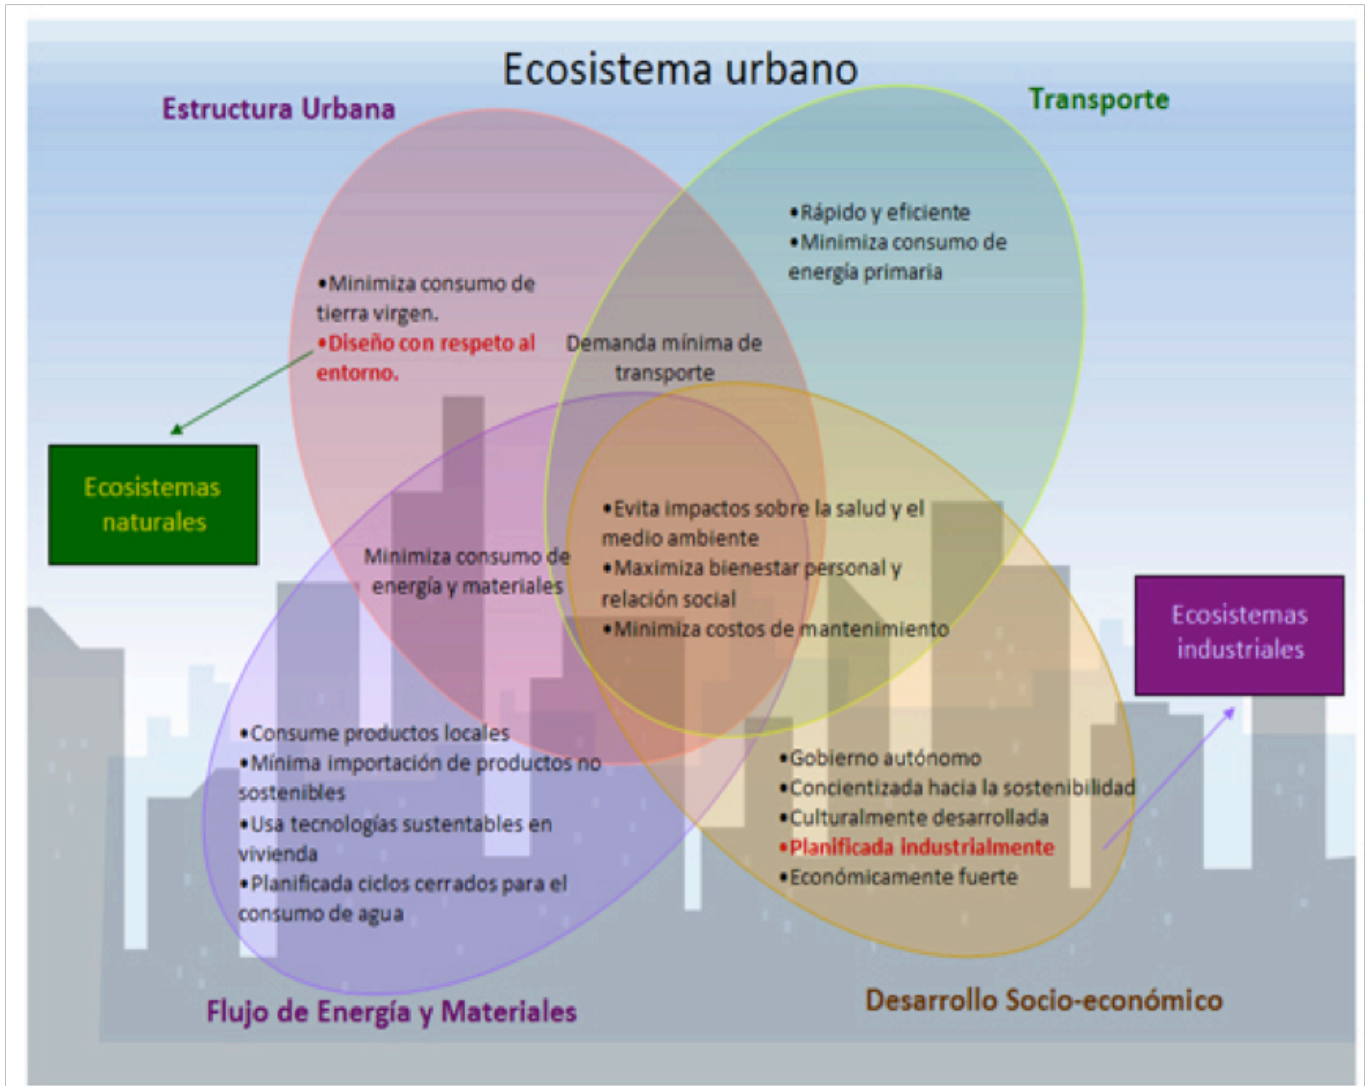 Ecosistema urbano
Estructura Urbana
Transporte
•Rápido y eficiente
•Minimiza consumo de
energía primaria
•Minimiza consumo de
tierra virgen.
•Diseño con respeto al
entorno.
Demanda mínima de
transporte
Ecosistemas
naturales
Minimiza consumo de
energía y materiales
•Evita impactos sobre la salud y el
medio ambiente
•Maximiza bienestar personal y
relación social
•Minimiza costos de mantenimiento
Ecosistemas
industriales
•Consume productos locales
•Mínima importación de productos no
sostenibles
•Usa tecnologías sustentables en
vivienda
•Planificada ciclos cerrados para el
consumo de agua
•Gobierno autónomo
•Concientizada hacia la sostenibilidad
•Culturalmente desarrollada
•Planificada industrialmente
•Económicamente fuerte
Flujo de Energía y Materiales
Desarrollo Socio-económico